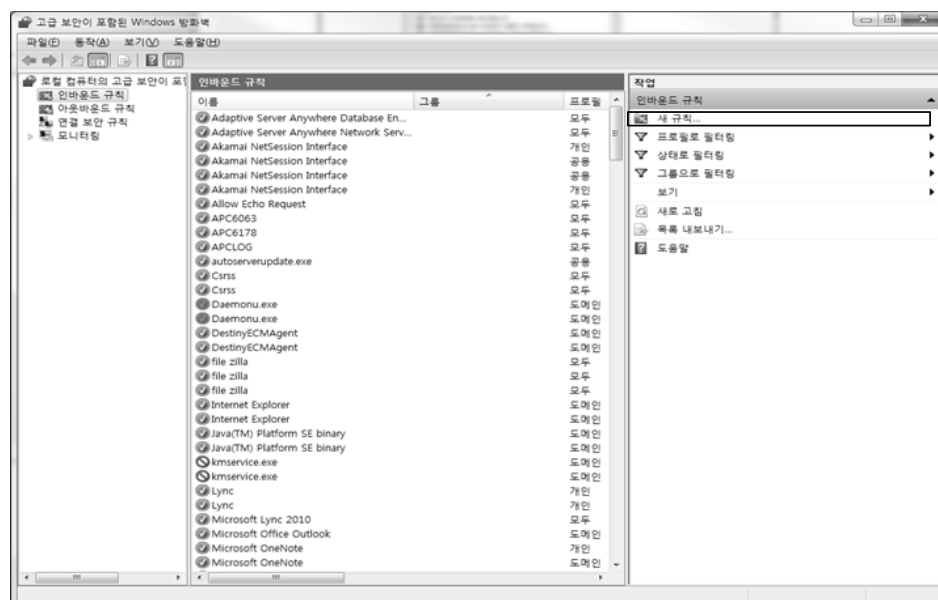 고급 보안이 포함된 Windows 방화벽
파일(F) 동작(A) 보기(V) 도움말(H)
로컬 컴퓨터의 고급 보안이 포
인바운드 규칙
아웃바운드 규칙
연결 보안 규칙
모니터링
인바운드 규칙
이름 그룹 프로필
Adaptive Server Anywhere Database En... 모두
Adaptive Server Anywhere Network Serv... 모두
Akamai NetSession Interface 개인
Akamai NetSession Interface 공용
Akamai NetSession Interface 공용
Akamai NetSession Interface 개인
Allow Echo Request 모두
APC6063 모두
APC6178 모두
APCLOG 모두
autoserverupdate.exe 공용
Csrss 모두
Csrss 모두
Daemonu.exe 도메인
Daemonu.exe 도메인
DestinyECMAgent 도메인
DestinyECMAgent 도메인
file zilla 모두
file zilla 모두
file zilla 모두
Internet Explorer 도메인
Internet Explorer 도메인
Java(TM) Platform SE binary 도메인
Java(TM) Platform SE binary 도메인
kmservice.exe 도메인
kmservice.exe 도메인
Lync 개인
Lync 개인
Microsoft Lync 2010 모두
Microsoft Office Outlook 도메인
Microsoft OneNote 개인
Microsoft OneNote 도메인
작업
인바운드 규칙
새 규칙...
프로필로 필터링
상태로 필터링
그룹으로 필터링
보기
새로 고침
목록 내보내기...
도움말